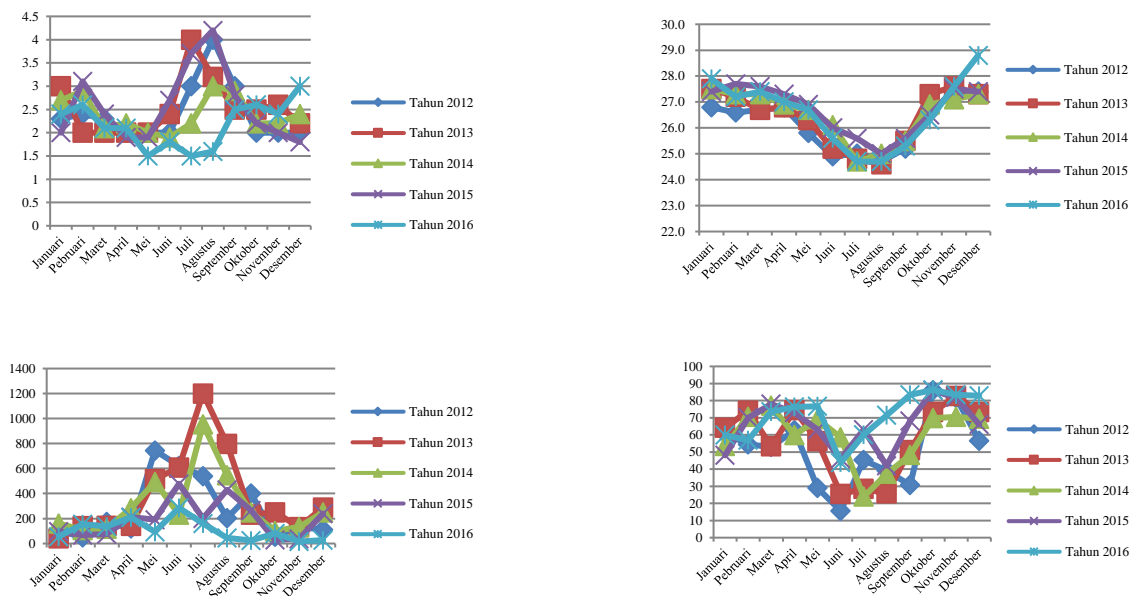 4.5
4
3.5
3
2.5
2
1.5
1
0.5
0
Januari
Pebruari
Maret
April
Mei
Juni
Juli
Agustus
September
Oktober
November
Desember
Tahun 2012
Tahun 2013
Tahun 2014
Tahun 2015
Tahun 2016
30.0
29.0
28.0
27.0
26.0
25.0
24.0
23.0
22.0
Januari
Pebruari
Maret
April
Mei
Juni
Juli
Agustus
September
Oktober
November
Desember
Tahun 2012
Tahun 2013
Tahun 2014
Tahun 2015
Tahun 2016
1400
1200
1000
800
600
400
200
0
Januari
Pebruari
Maret
April
Mei
Juni
Juli
Agustus
September
Oktober
November
Desember
Tahun 2012
Tahun 2013
Tahun 2014
Tahun 2015
Tahun 2016
100
90
80
70
60
50
40
30
20
10
0
Januari
Pebruari
Maret
April
Mei
Juni
Juli
Agustus
September
Oktober
November
Desember
Tahun 2012
Tahun 2013
Tahun 2014
Tahun 2015
Tahun 2016